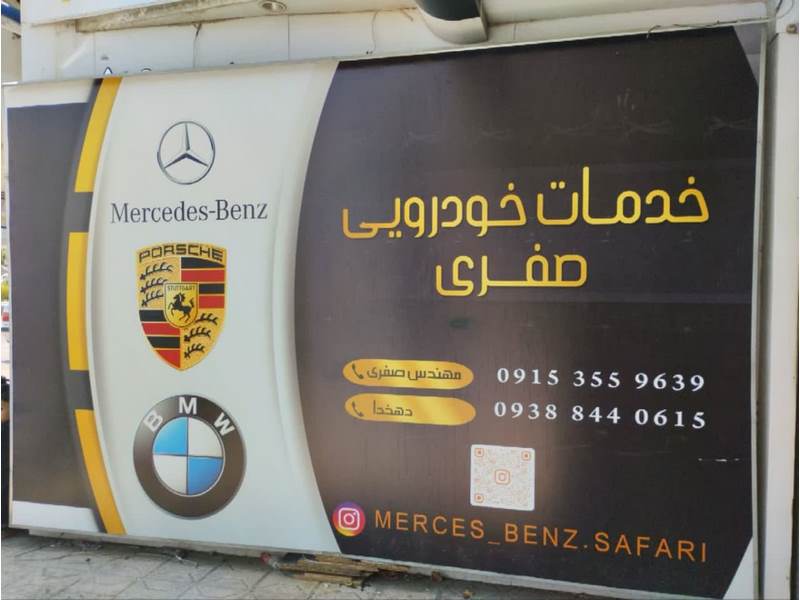 Mercedes-Benz
PORSCHE
STUTTGART
BMW
خدمات خودرویی
صفری
مهندس صفری 0915 355 9639
دهخدا 0938 844 0615
MERCES_BENZ.SAFARI